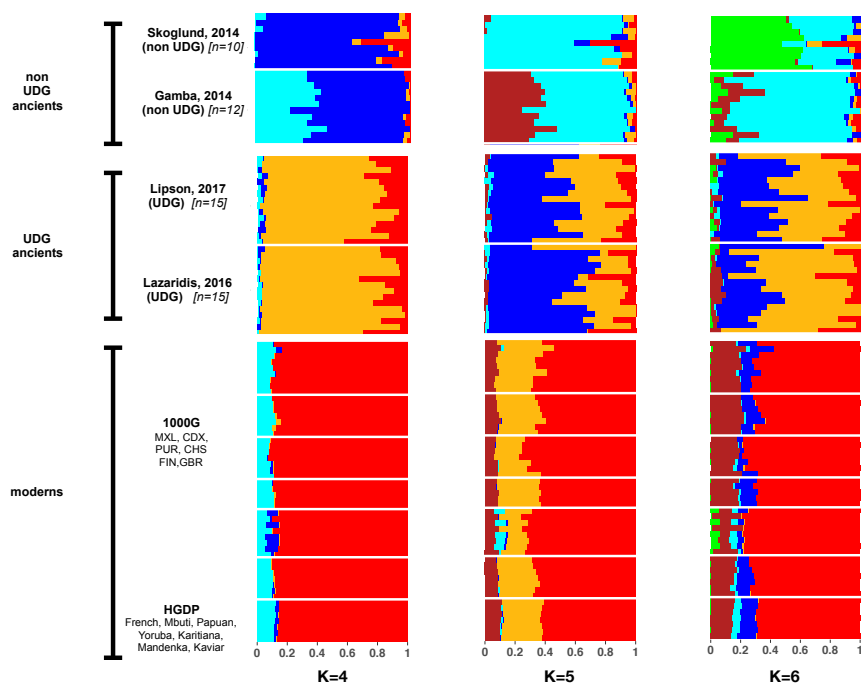 Skoglund, 2014
(non UDG) [n=10]
non
UDG
ancients
Gamba, 2014
(non UDG) [n=12]
Lipson, 2017
(UDG) [n=15]
UDG
ancients
Lazaridis, 2016
(UDG) [n=15]
1000G
MXL, CDX,
PUR, CHS
FIN,GBR
moderns
HGDP
French, Mbuti, Papuan,
Yoruba, Karitiana,
Mandenka, Kaviar
0 0.2 0.4 0.6 0.8 1
0 0.2 0.4 0.6 0.8 1
0 0.2 0.4 0.6 0.8 1
K=4
K=5
K=6